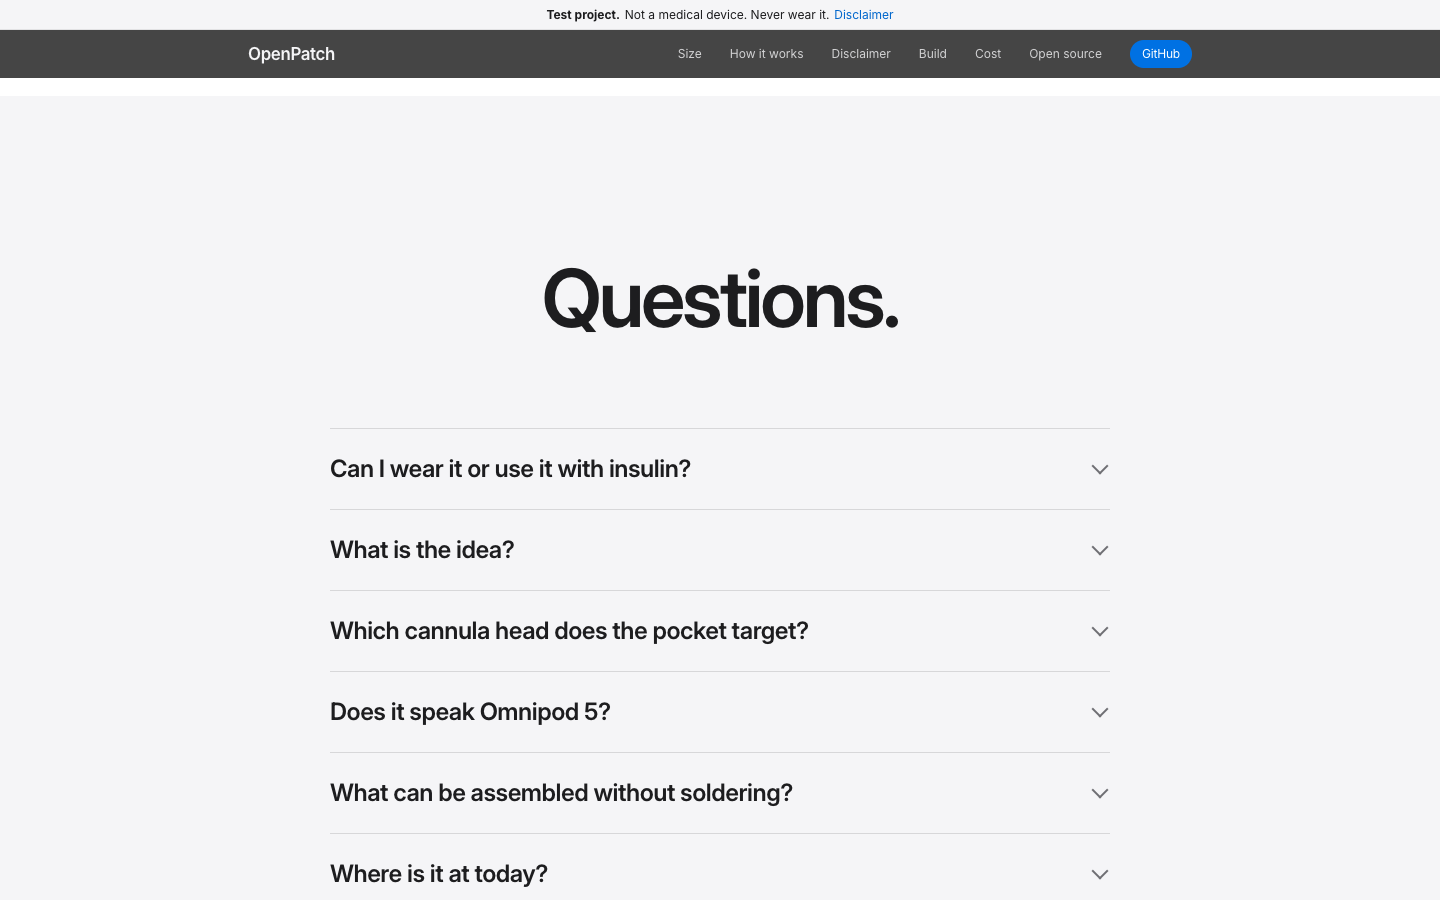 Test project. Not a medical device. Never wear it. Disclaimer
OpenPatch Size How it works Disclaimer Build Cost Open source GitHub
Questions.
Can I wear it or use it with insulin?
What is the idea?
Which cannula head does the pocket target?
Does it speak Omnipod 5?
What can be assembled without soldering?
Where is it at today?